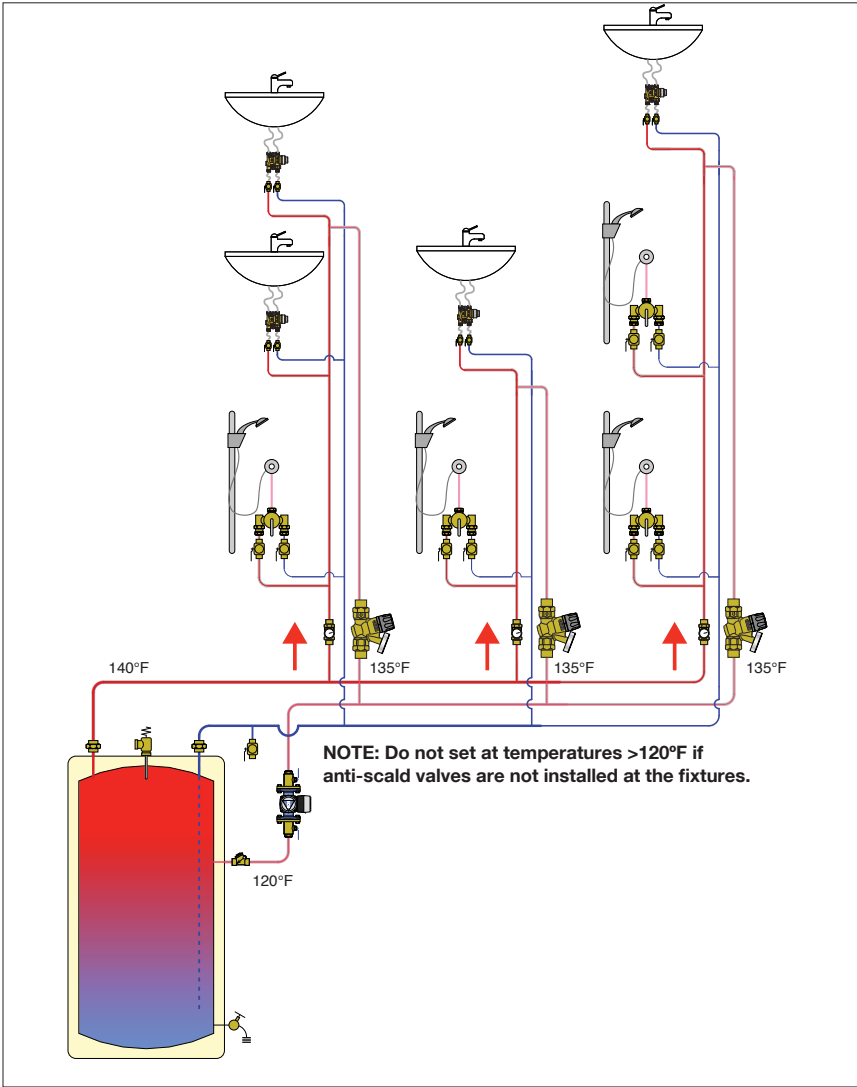 140°F
135°F
135°F
135°F
NOTE: Do not set at temperatures >120ºF if
anti-scald valves are not installed at the fixtures.
120°F